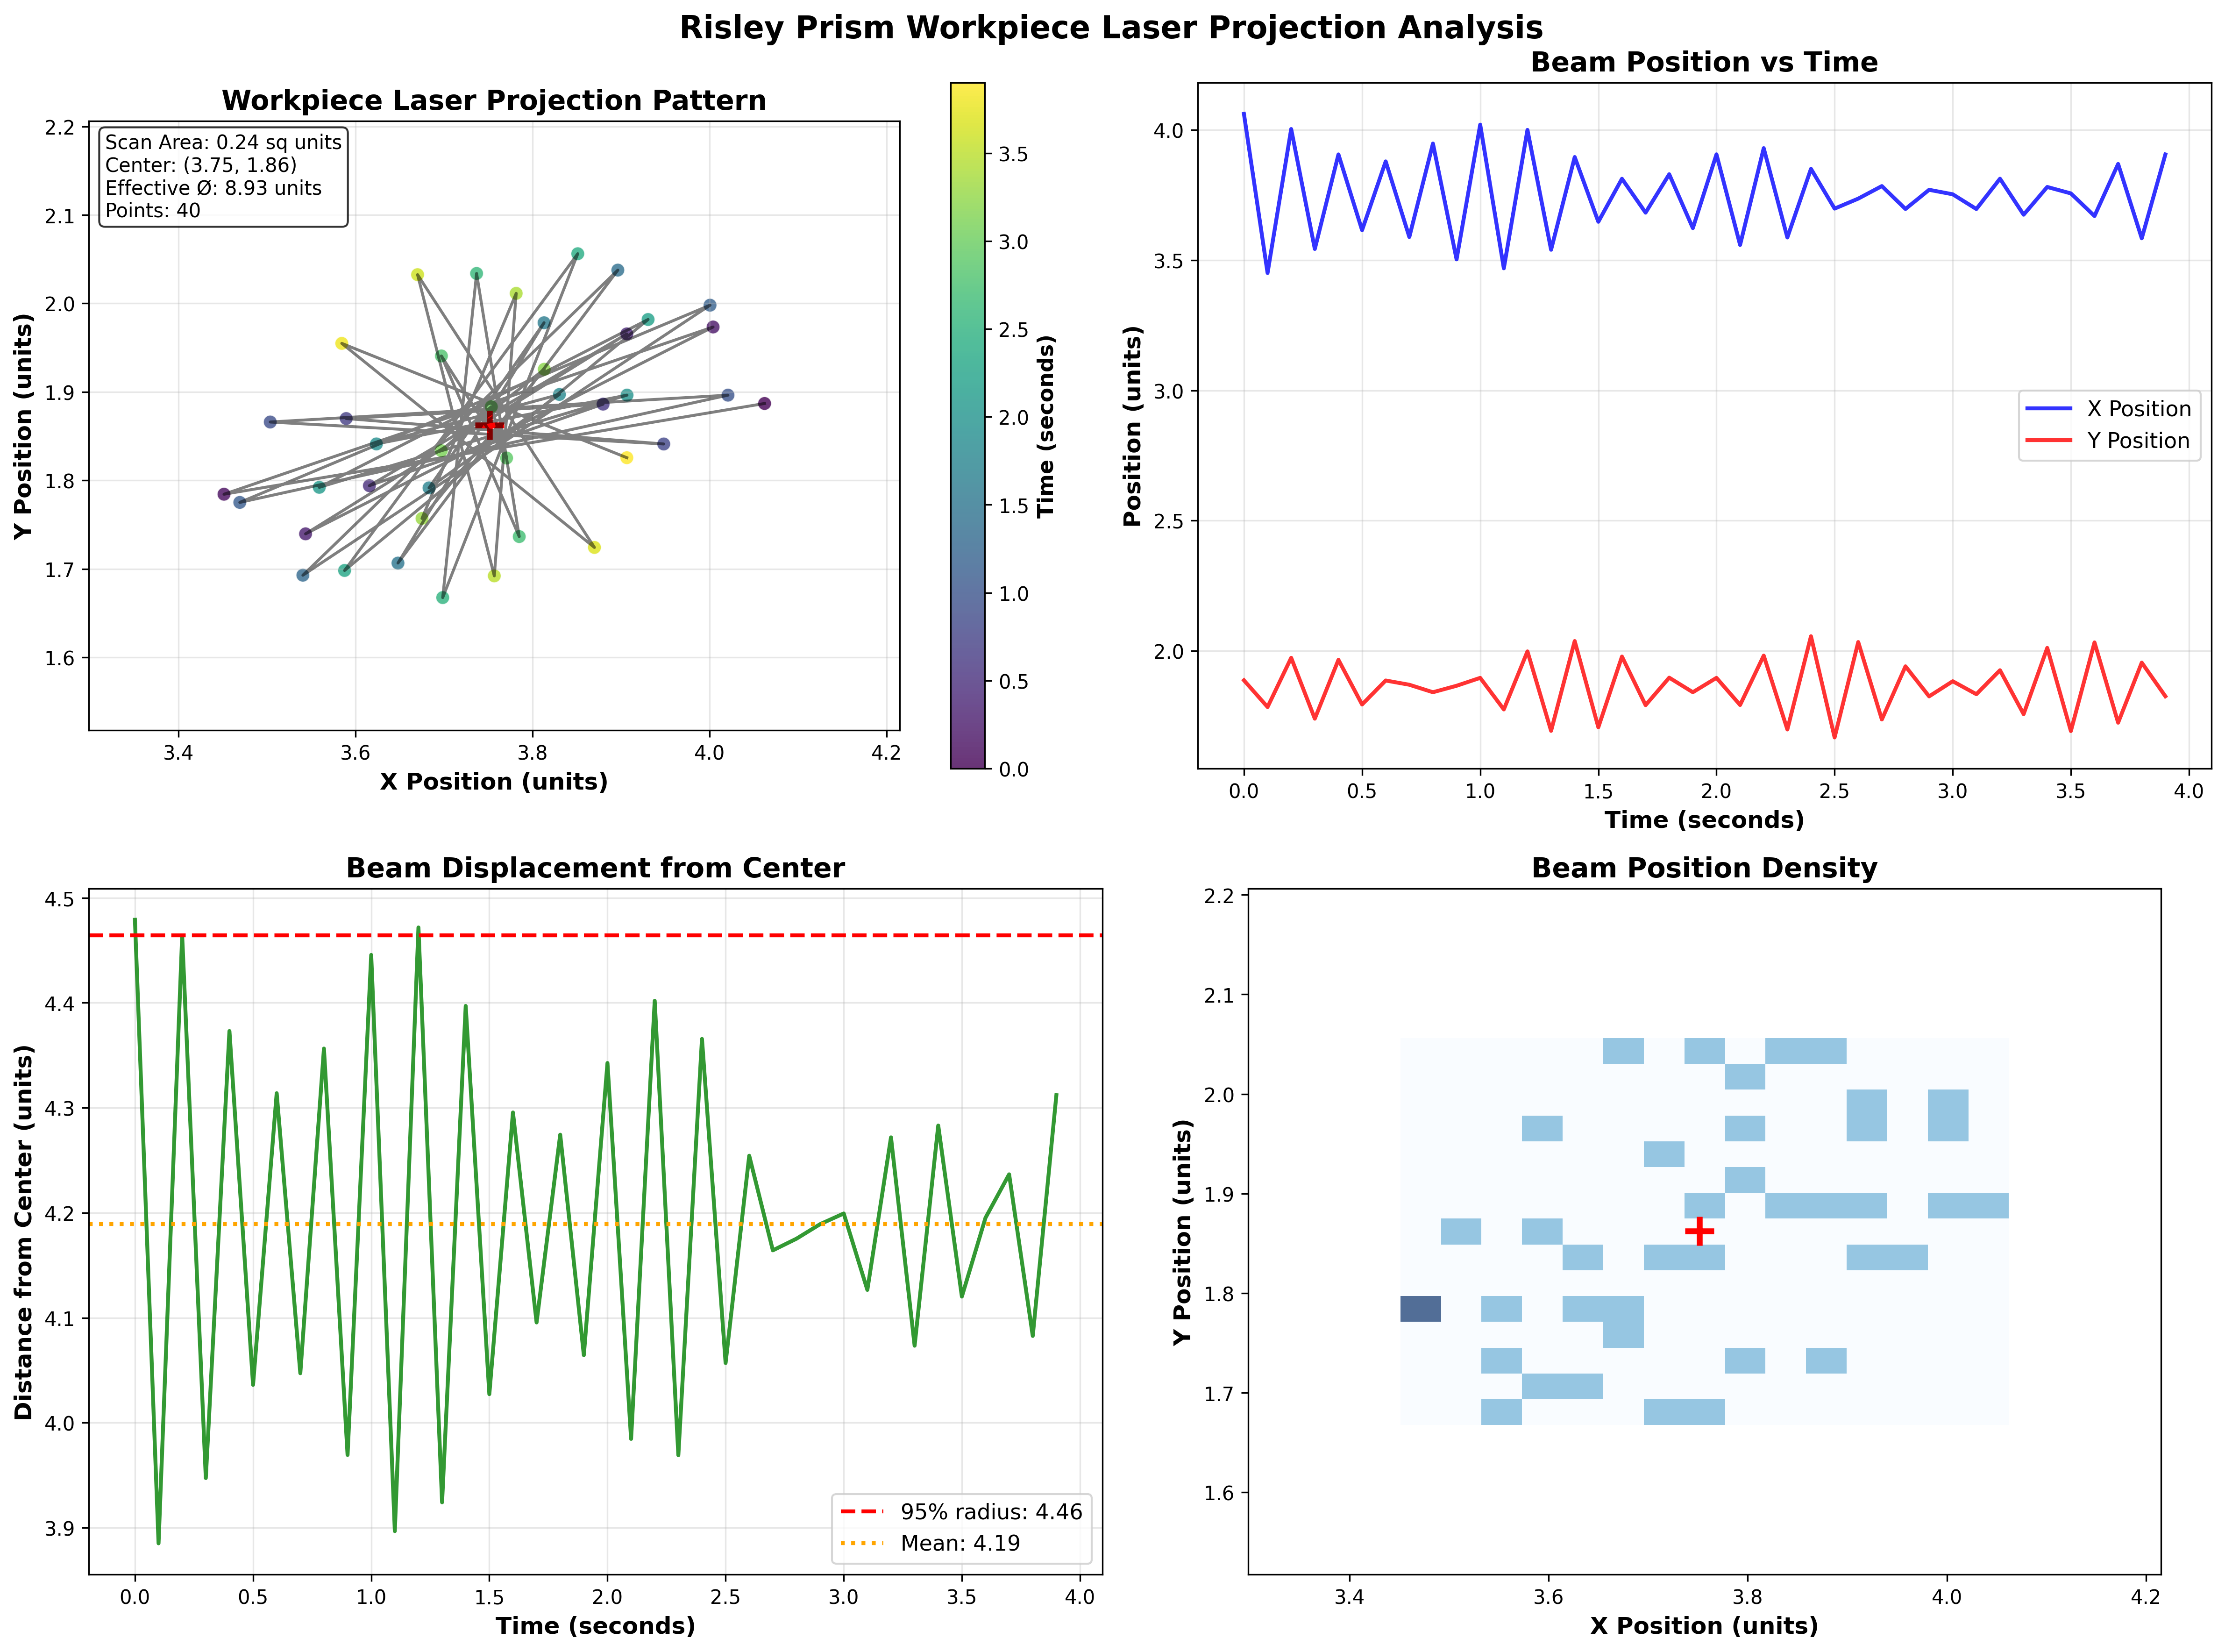 Risley Prism Workpiece Laser Projection Analysis
Workpiece Laser Projection Pattern
Scan Area: 0.24 sq units
Center: (3.75, 1.86)
Effective Ø: 8.93 units
Points: 40
2.2
2.1
2.0
1.9
1.8
1.7
1.6
Y Position (units)
3.4
3.6
3.8
4.0
4.2
X Position (units)
3.5
3.0
2.5
2.0
1.5
1.0
0.5
0.0
Time (seconds)
Beam Position vs Time
4.0
3.5
3.0
2.5
2.0
Position (units)
X Position
Y Position
0.0
0.5
1.0
1.5
2.0
2.5
3.0
3.5
4.0
Time (seconds)
Beam Displacement from Center
4.5
4.4
4.3
4.2
4.1
4.0
3.9
Distance from Center (units)
95% radius: 4.46
Mean: 4.19
0.0
0.5
1.0
1.5
2.0
2.5
3.0
3.5
4.0
Time (seconds)
Beam Position Density
2.2
2.1
2.0
1.9
1.8
1.7
1.6
Y Position (units)
3.4
3.6
3.8
4.0
4.2
X Position (units)